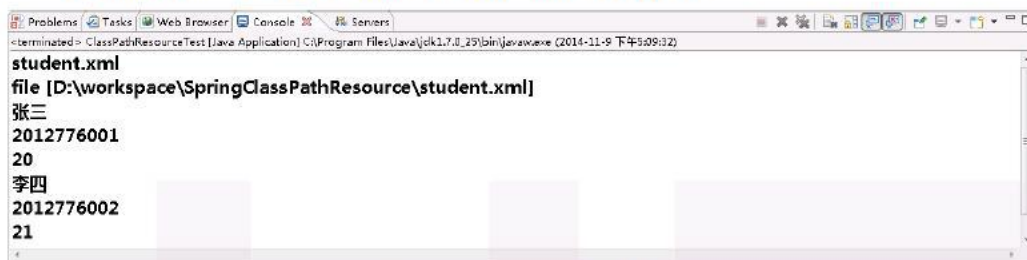 Problems Tasks Web Browser Console Servers
<terminated> ClassPathResourceTest [Java Application] C:\Program Files\Java\jdk1.7.0_25\bin\javaw.exe (2014-11-9 下午5:09:32)
student.xml
file [D:\workspace\SpringClassPathResource\student.xml]
张三
2012776001
20
李四
2012776002
21